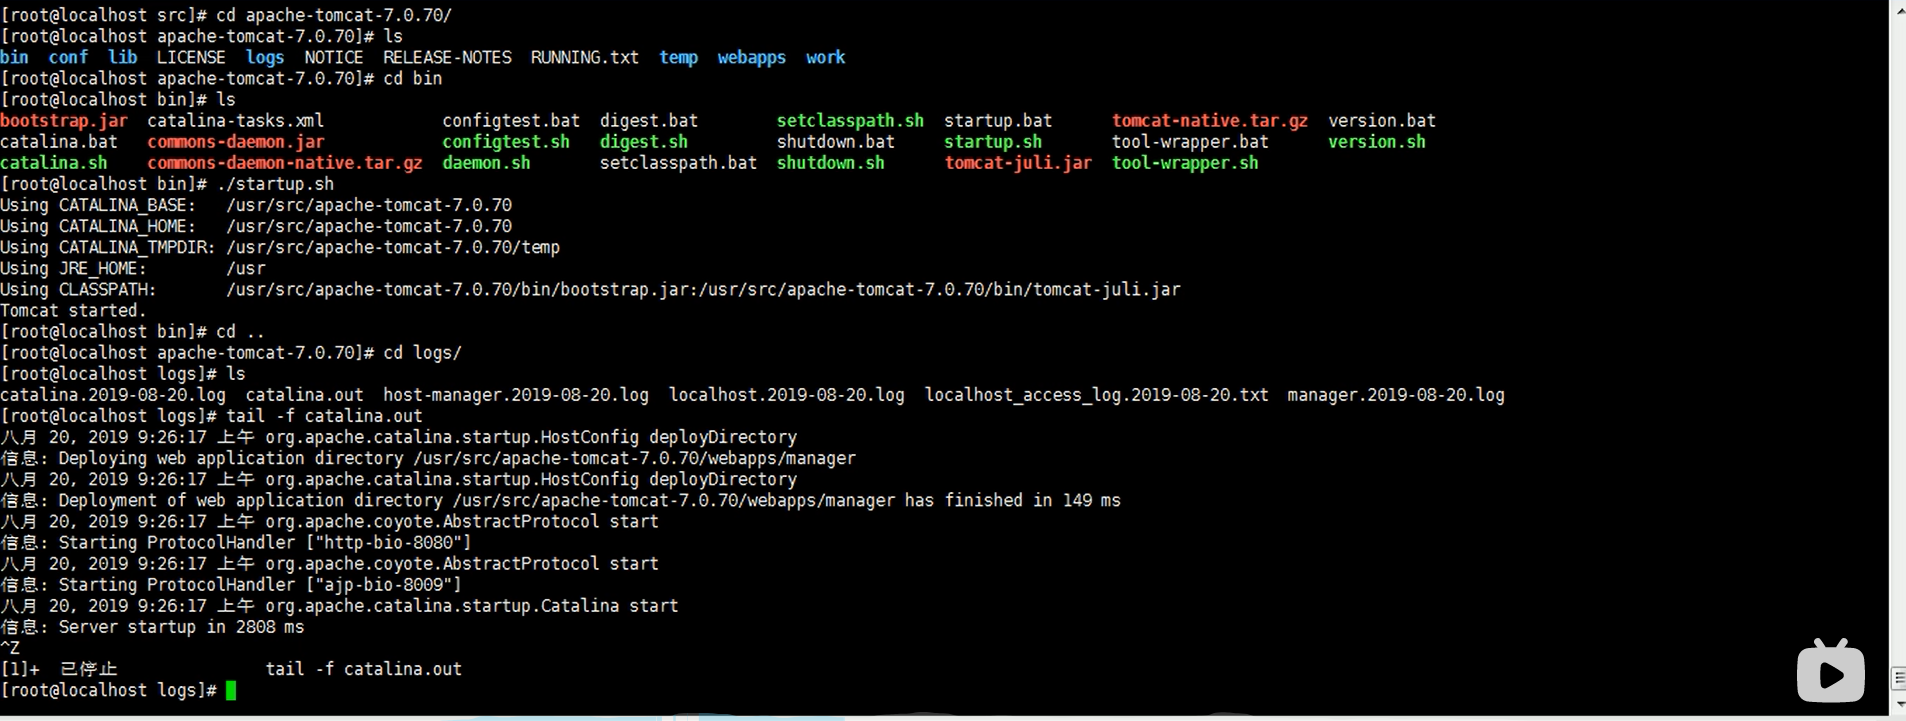 [root@localhost src]# cd apache-tomcat-7.0.70/
[root@localhost apache-tomcat-7.0.70]# ls
bin  conf  lib  LICENSE  logs  NOTICE  RELEASE-NOTES  RUNNING.txt  temp  webapps  work
[root@localhost apache-tomcat-7.0.70]# cd bin
[root@localhost bin]# ls
bootstrap.jar  catalina-tasks.xml            configtest.bat  digest.bat        setclasspath.sh  startup.bat      tomcat-native.tar.gz  version.bat
catalina.bat   commons-daemon.jar            configtest.sh   digest.sh         shutdown.bat     startup.sh       tool-wrapper.bat      version.sh
catalina.sh    commons-daemon-native.tar.gz  daemon.sh       setclasspath.bat  shutdown.sh      tomcat-juli.jar  tool-wrapper.sh
[root@localhost bin]# ./startup.sh
Using CATALINA_BASE:   /usr/src/apache-tomcat-7.0.70
Using CATALINA_HOME:   /usr/src/apache-tomcat-7.0.70
Using CATALINA_TMPDIR: /usr/src/apache-tomcat-7.0.70/temp
Using JRE_HOME:        /usr
Using CLASSPATH:       /usr/src/apache-tomcat-7.0.70/bin/bootstrap.jar:/usr/src/apache-tomcat-7.0.70/bin/tomcat-juli.jar
Tomcat started.
[root@localhost bin]# cd ..
[root@localhost apache-tomcat-7.0.70]# cd logs/
[root@localhost logs]# ls
catalina.2019-08-20.log  catalina.out  host-manager.2019-08-20.log  localhost.2019-08-20.log  localhost_access_log.2019-08-20.txt  manager.2019-08-20.log
[root@localhost logs]# tail -f catalina.out
八月 20, 2019 9:26:17 上午 org.apache.catalina.startup.HostConfig deployDirectory
信息: Deploying web application directory /usr/src/apache-tomcat-7.0.70/webapps/manager
八月 20, 2019 9:26:17 上午 org.apache.catalina.startup.HostConfig deployDirectory
信息: Deployment of web application directory /usr/src/apache-tomcat-7.0.70/webapps/manager has finished in 149 ms
八月 20, 2019 9:26:17 上午 org.apache.coyote.AbstractProtocol start
信息: Starting ProtocolHandler ["http-bio-8080"]
八月 20, 2019 9:26:17 上午 org.apache.coyote.AbstractProtocol start
信息: Starting ProtocolHandler ["ajp-bio-8009"]
八月 20, 2019 9:26:17 上午 org.apache.catalina.startup.Catalina start
信息: Server startup in 2808 ms
^Z
[1]+  已停止               tail -f catalina.out
[root@localhost logs]#